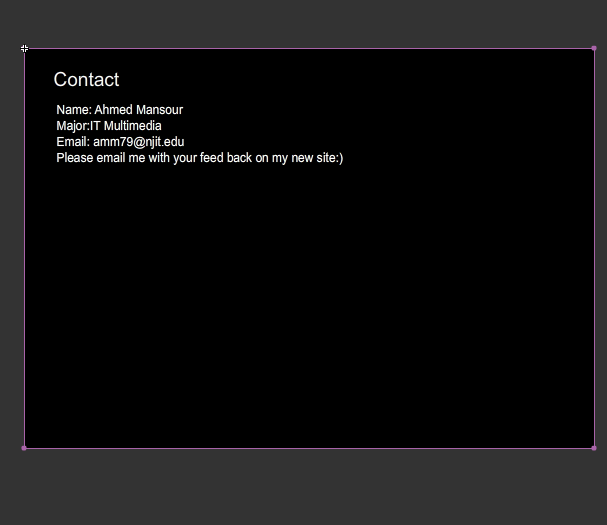 Contact
Name: Ahmed Mansour
Major:IT Multimedia
Email: amm79@njit.edu
Please email me with your feed back on my new site:)